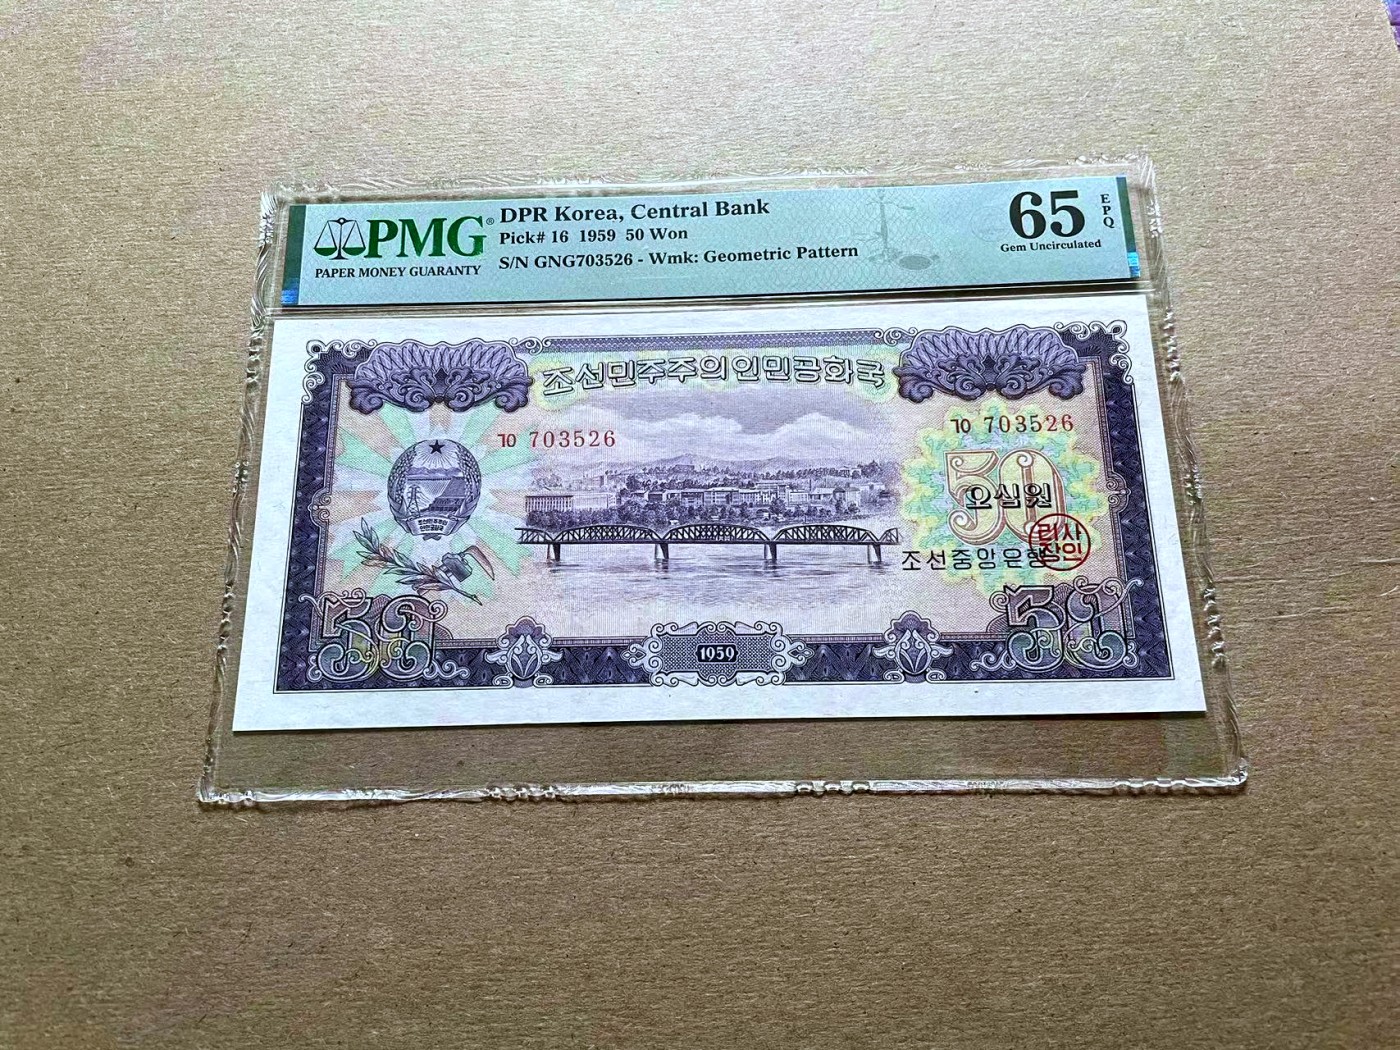 PMG®
PAPER MONEY GUARANTY
DPR Korea, Central Bank
Pick# 16 1959 50 Won
S/N GNG703526 - Wmk: Geometric Pattern
65
EPQ
Gem Uncirculated
조선민주주의인민공화국
ㄱㅇ 703526
ㄱㅇ 703526
50
오십원
조선중앙은행
리사
장인
50
1959
50